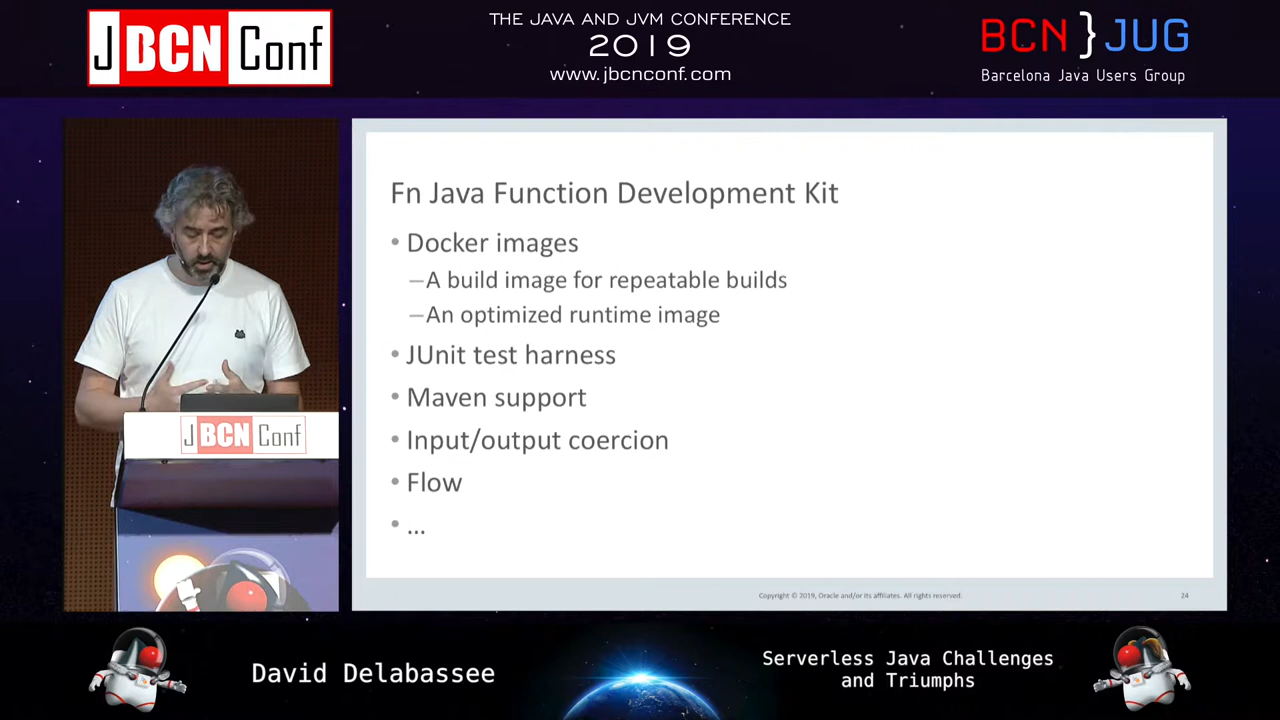 J BCN Conf
THE JAVA AND JVM CONFERENCE
2019
www.jbcnconf.com
BCN } JUG
Barcelona Java Users Group
Fn Java Function Development Kit
• Docker images
–A build image for repeatable builds
–An optimized runtime image
• JUnit test harness
• Maven support
• Input/output coercion
• Flow
• ...
Copyright © 2019, Oracle and/or its affiliates. All rights reserved.
24
J BCN Conf
David Delabassee
Serverless Java Challenges
and Triumphs